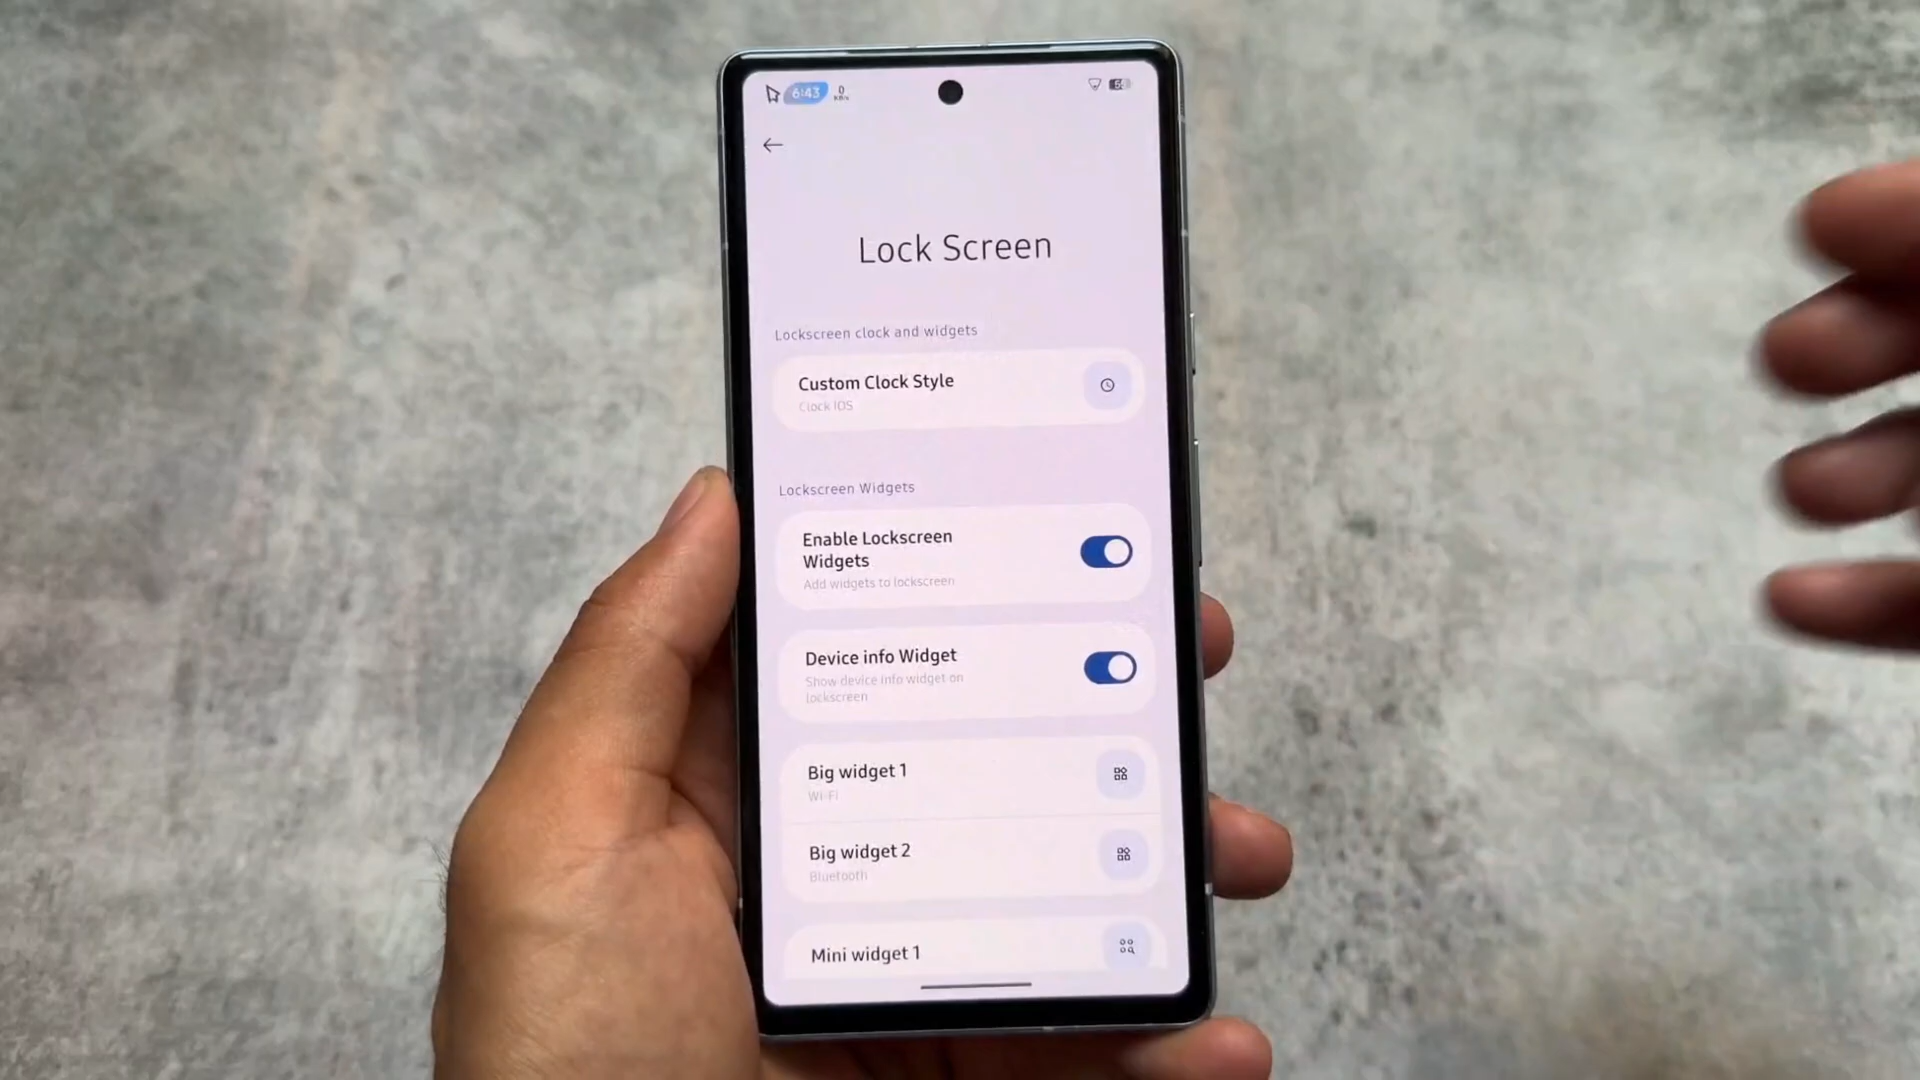 6:43
0
KB/s
Lock Screen
Lockscreen clock and widgets
Custom Clock Style
Clock IOS
Lockscreen Widgets
Enable Lockscreen
Widgets
Add widgets to lockscreen
Device info Widget
Show device info widget on
lockscreen
Big widget 1
Wi-Fi
Big widget 2
Bluetooth
Mini widget 1